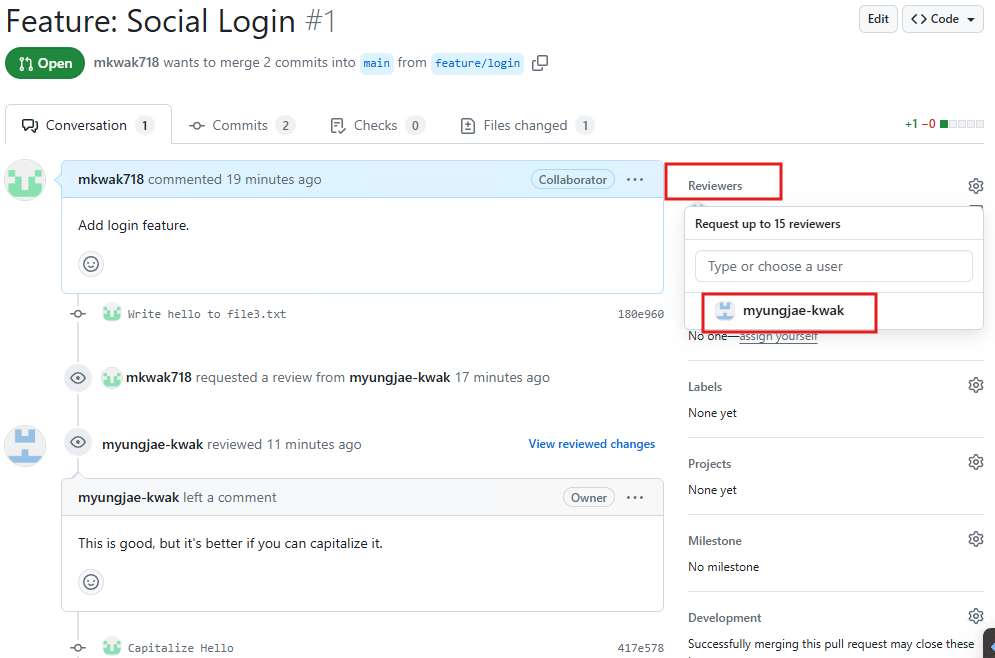 Feature: Social Login #1
Edit
<> Code
Open
mkwak718 wants to merge 2 commits into main from feature/login
Conversation 1
Commits 2
Checks 0
Files changed 1
+1 −0
mkwak718 commented 19 minutes ago
Collaborator
Add login feature.
Write hello to file3.txt
180e960
mkwak718 requested a review from myungjae-kwak 17 minutes ago
myungjae-kwak reviewed 11 minutes ago
View reviewed changes
myungjae-kwak left a comment
Owner
This is good, but it's better if you can capitalize it.
Capitalize Hello
417e578
Reviewers
Request up to 15 reviewers
Type or choose a user
myungjae-kwak
No one—assign yourself
Labels
None yet
Projects
None yet
Milestone
No milestone
Development
Successfully merging this pull request may close these